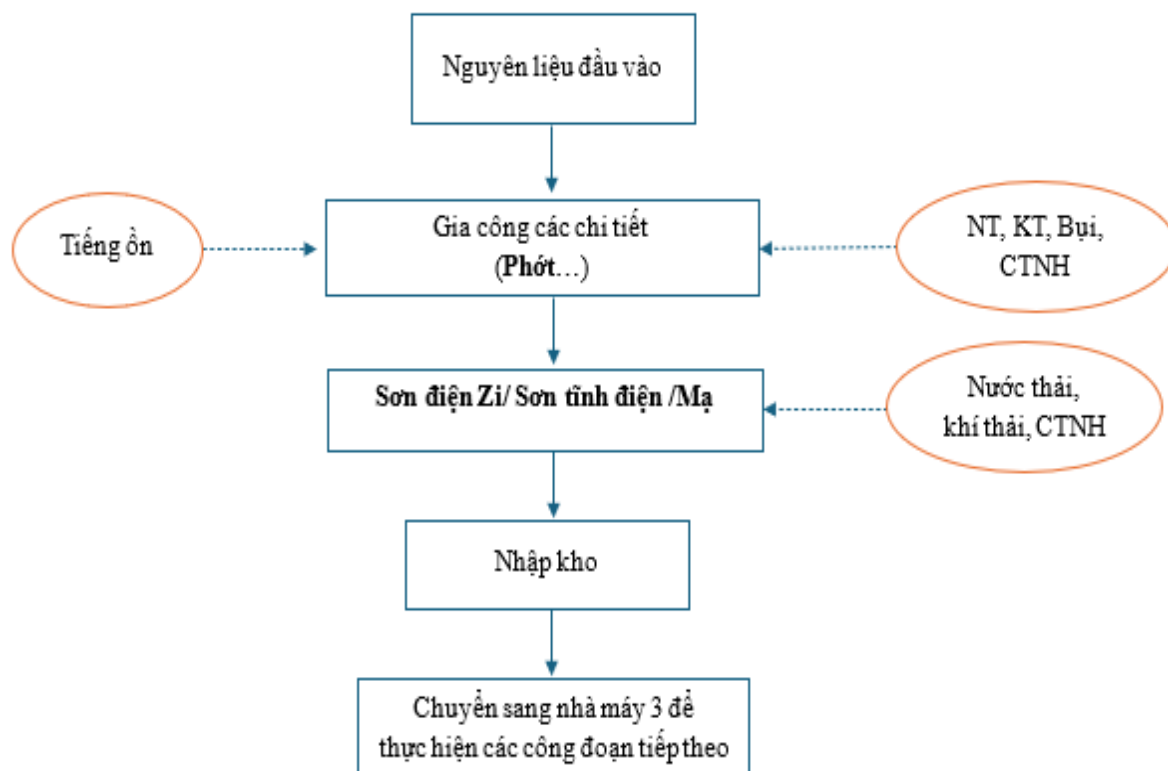 Nguyên liệu đầu vào
Tiếng ồn
Gia công các chi tiết
(Phớt...)
NT, KT, Bụi,
CTNH
Sơn điện Zi/ Sơn tĩnh điện /Mạ
Nước thải,
khí thải, CTNH
Nhập kho
Chuyển sang nhà máy 3 để
thực hiện các công đoạn tiếp theo